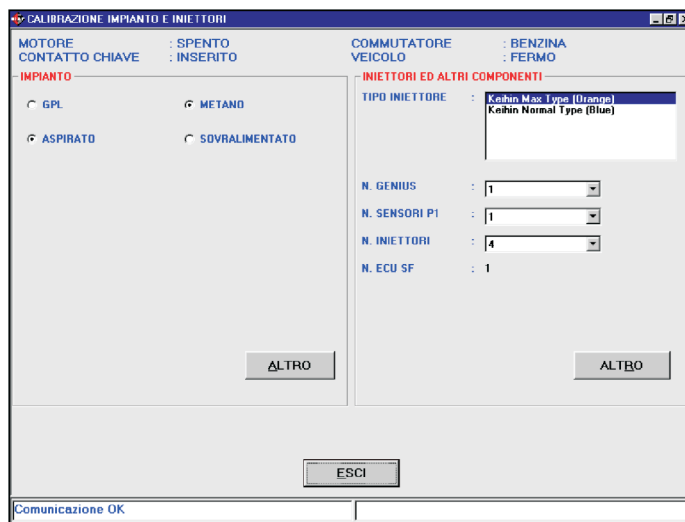 CALIBRAZIONE IMPIANTO E INIETTORI
MOTORE : SPENTO COMMUTATORE : BENZINA
CONTATTO CHIAVE : INSERITO VEICOLO : FERMO
IMPIANTO
GPL METANO
ASPIRATO SOVRALIMENTATO
ALTRO
INIETTORI ED ALTRI COMPONENTI
TIPO INIETTORE : Keihin Max Type (Orange)
Keihin Normal Type (Blue)
N. GENIUS : 1
N. SENSORI P1 : 1
N. INIETTORI : 4
N. ECU SF : 1
ALTRO
ESCI
Comunicazione OK